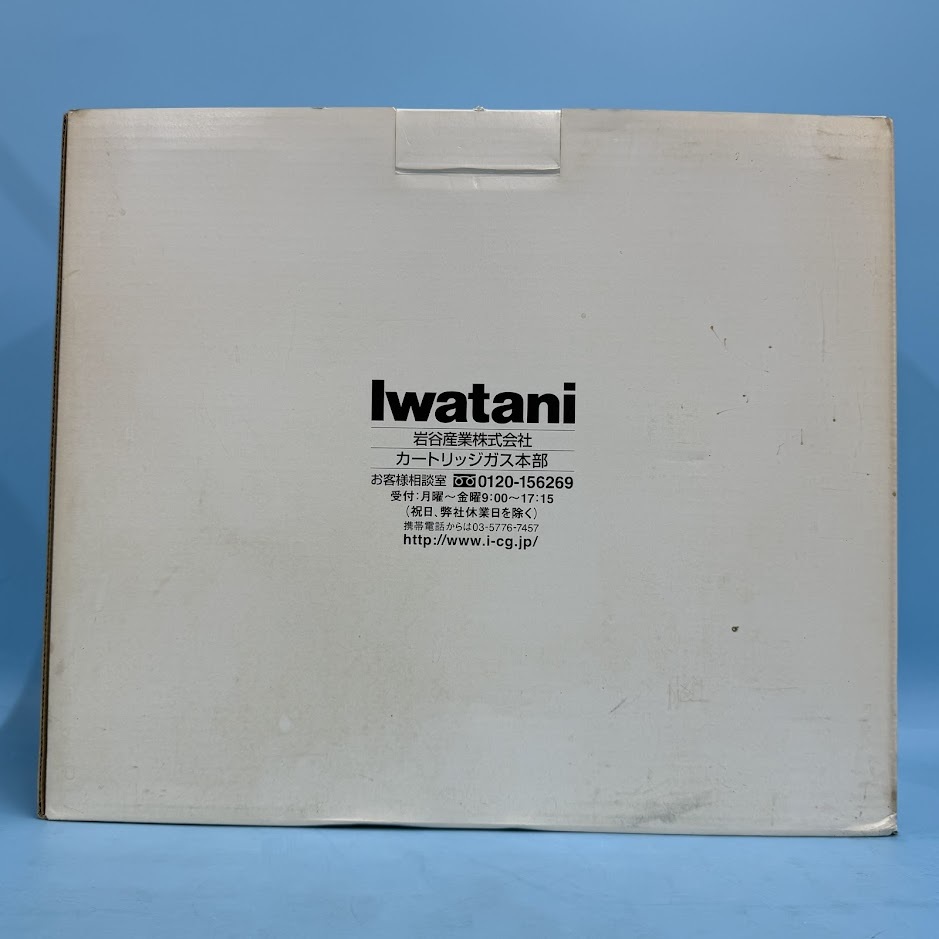 Iwatani
岩谷産業株式会社
カートリッジガス本部
お客様相談室 0120-156269
受付:月曜~金曜9:00~17:15
(祝日、弊社休業日を除く)
携帯電話からは03-5776-7457
http://www.i-cg.jp/